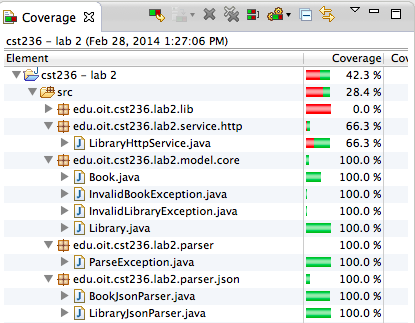 Coverage
cst236 - lab 2 (Feb 28, 2014 1:27:06 PM)
Element Coverage Cov
cst236 - lab 2 42.3 %
src 28.4 %
edu.oit.cst236.lab2.lib 0.0 %
edu.oit.cst236.lab2.service.http 66.3 %
LibraryHttpService.java 66.3 %
edu.oit.cst236.lab2.model.core 100.0 %
Book.java 100.0 %
InvalidBookException.java 100.0 %
InvalidLibraryException.java 100.0 %
Library.java 100.0 %
edu.oit.cst236.lab2.parser 100.0 %
ParseException.java 100.0 %
edu.oit.cst236.lab2.parser.json 100.0 %
BookJsonParser.java 100.0 %
LibraryJsonParser.java 100.0 %